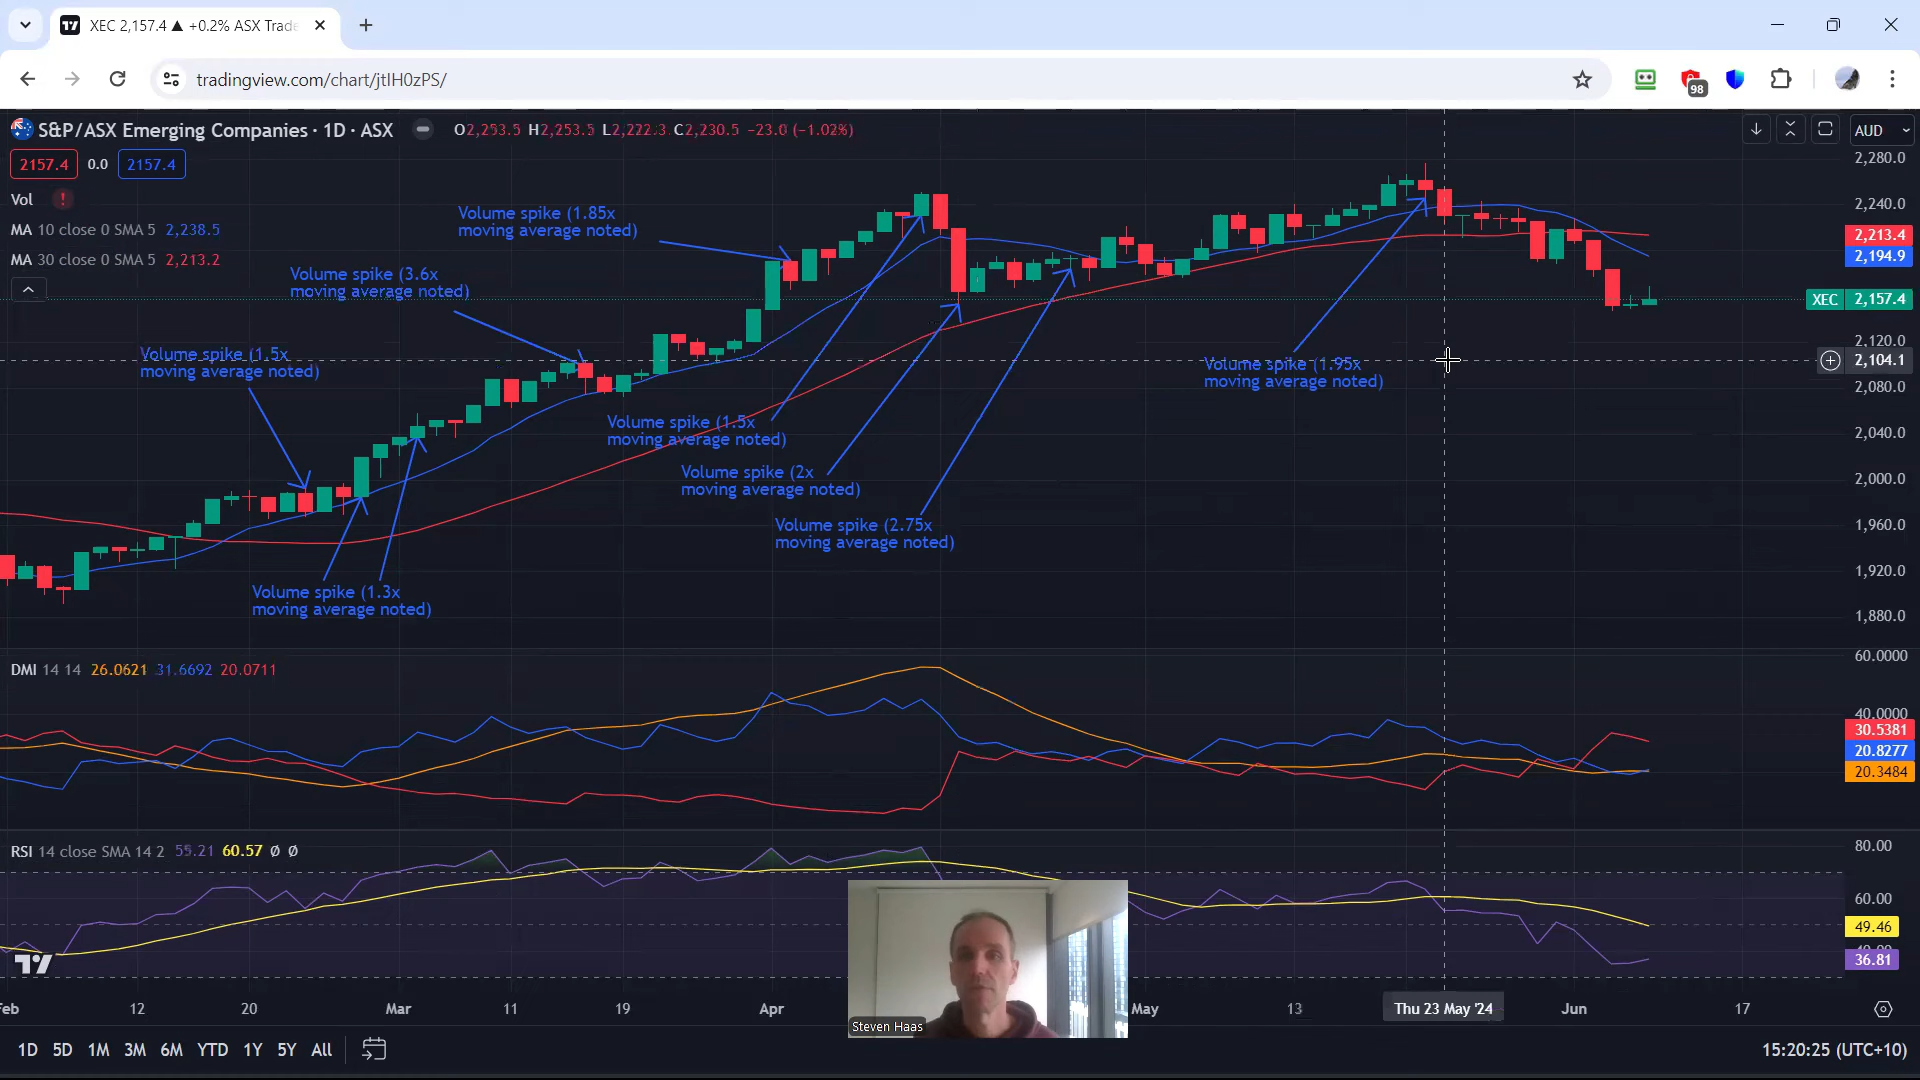 XEC 2,157.4 ▲ +0.2% ASX Trade
tradingview.com/chart/jtlH0zPS/
98
S&P/ASX Emerging Companies · 1D · ASX
O2,253.5 H2,253.5 L2,222.3 C2,230.5 -23.0 (-1.02%)
AUD
2157.4 0.0 2157.4
Vol !
MA 10 close 0 SMA 5 2,238.5
MA 30 close 0 SMA 5 2,213.2
Volume spike (1.85x
moving average noted)
Volume spike (3.6x
moving average noted)
Volume spike (1.5x
moving average noted)
Volume spike (1.3x
moving average noted)
Volume spike (1.5x
moving average noted)
Volume spike (2x
moving average noted)
Volume spike (2.75x
moving average noted)
Volume spike (1.95x
moving average noted)
2,280.0
2,240.0
2,213.4
2,194.9
XEC 2,157.4
2,120.0
2,104.1
2,080.0
2,040.0
2,000.0
1,960.0
1,920.0
1,880.0
DMI 14 14 26.0621 31.6692 20.0711
60.0000
40.0000
30.5381
20.8277
20.3484
RSI 14 close SMA 14 2 55.21 60.57 Ø Ø
80.00
60.00
49.46
40.00
36.81
Steven Haas
Feb 12 20 Mar 11 19 Apr May 13 Thu 23 May '24 Jun 17
1D 5D 1M 3M 6M YTD 1Y 5Y All
15:20:25 (UTC+10)